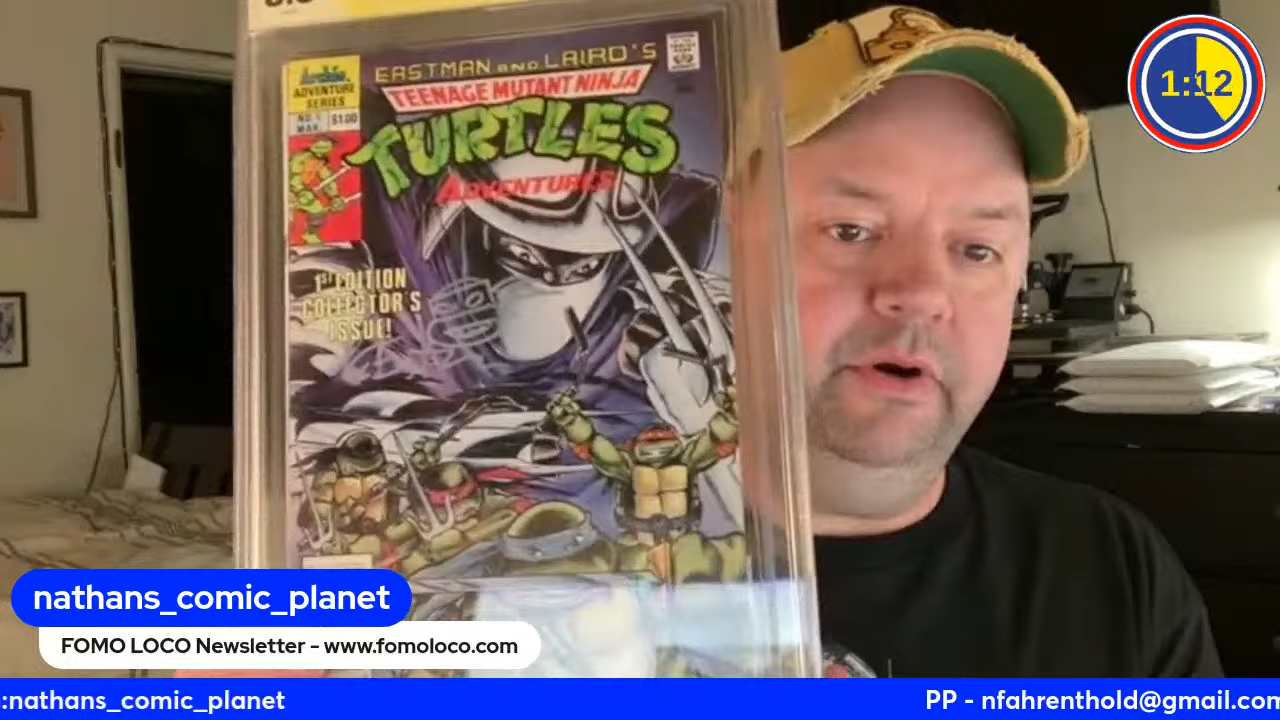 EASTMAN AND LAIRD'S
TEENAGE MUTANT NINJA
TURTLES
ADVENTURES
Archie
ADVENTURE
SERIES
NO. 1
MAR.
$1.00
1ST EDITION
COLLECTOR'S
ISSUE!
1:12
nathans_comic_planet
FOMO LOCO Newsletter - www.fomoloco.com
:nathans_comic_planet
PP - nfahrenthold@gmail.com